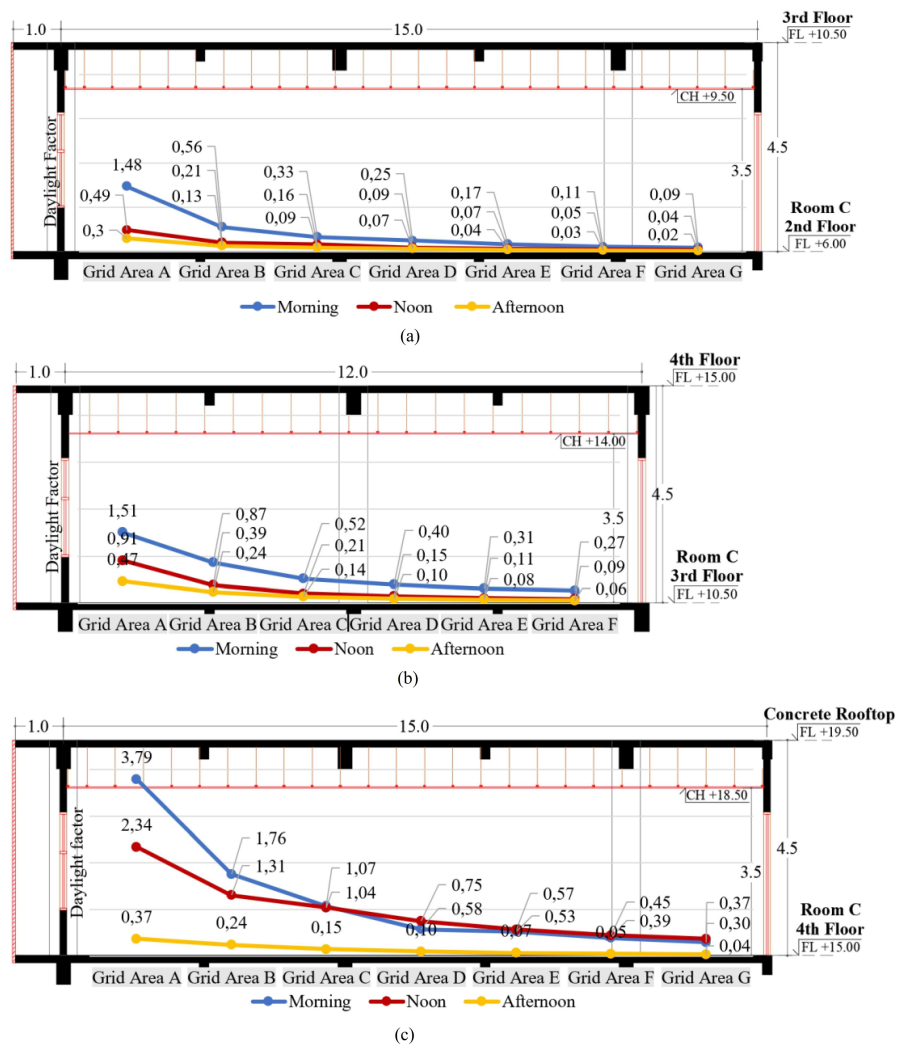 1.0 15.0 3rd Floor
FL +10.50
CH +9.50
Daylight Factor
4.5
3.5
1,48 0,56 0,33 0,25 0,17 0,11 0,09
0,49 0,21 0,16 0,09 0,07 0,05 0,04
0,3 0,13 0,09 0,07 0,04 0,03 0,02
Room C
2nd Floor
FL +6.00
Grid Area A Grid Area B Grid Area C Grid Area D Grid Area E Grid Area F Grid Area G
Morning Noon Afternoon
(a)
1.0 12.0 4th Floor
FL +15.00
CH +14.00
Daylight Factor
4.5
3.5
1,51 0,87 0,52 0,40 0,31 0,27
0,91 0,39 0,21 0,15 0,11 0,09
0,47 0,24 0,14 0,10 0,08 0,06
Room C
3rd Floor
FL +10.50
Grid Area A Grid Area B Grid Area C Grid Area D Grid Area E Grid Area F
Morning Noon Afternoon
(b)
1.0 15.0 Concrete Rooftop
FL +19.50
CH +18.50
Daylight factor
4.5
3.5
3,79 1,76 1,07 0,75 0,57 0,45 0,37
2,34 1,31 1,04 0,58 0,53 0,39 0,30
0,37 0,24 0,15 0,10 0,07 0,05 0,04
Room C
4th Floor
FL +15.00
Grid Area A Grid Area B Grid Area C Grid Area D Grid Area E Grid Area F Grid Area G
Morning Noon Afternoon
(c)